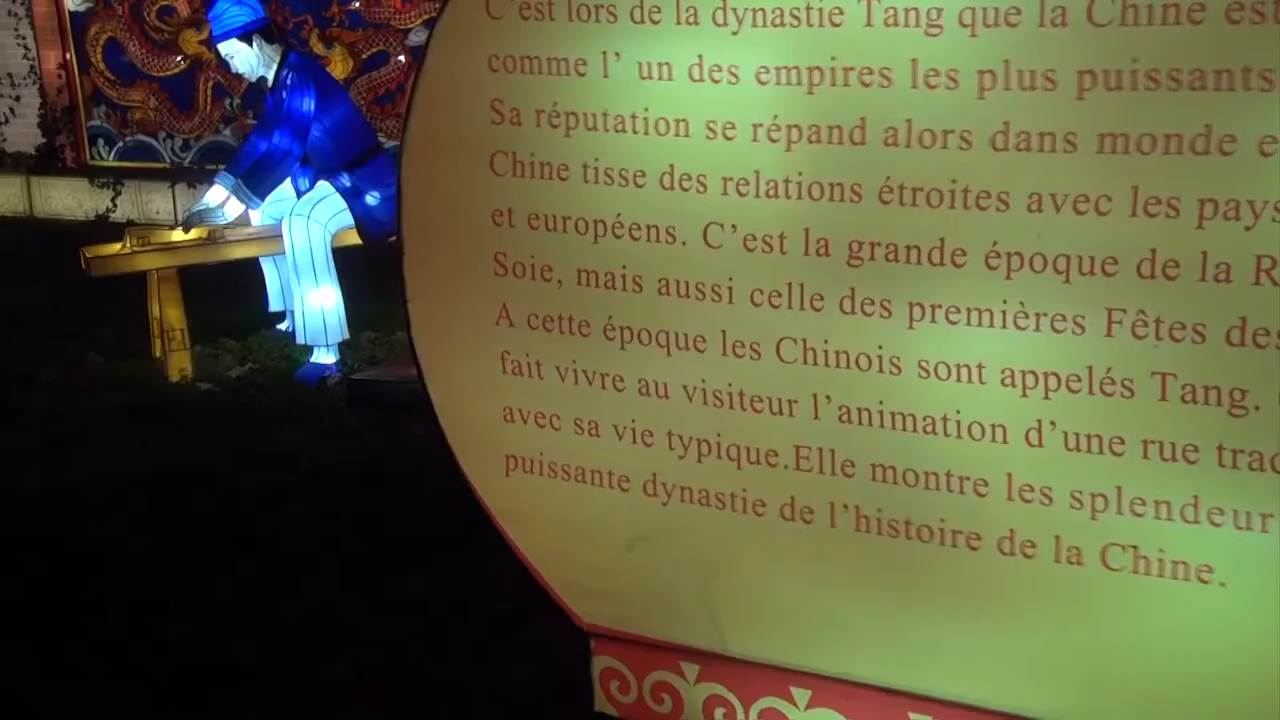 C'est lors de la dynastie Tang que la Chine est
comme l' un des empires les plus puissants
Sa réputation se répand alors dans monde e
Chine tisse des relations étroites avec les pays
et européens. C'est la grande époque de la R
Soie, mais aussi celle des premières Fêtes des
A cette époque les Chinois sont appelés Tang.
fait vivre au visiteur l'animation d'une rue trad
avec sa vie typique.Elle montre les splendeur
puissante dynastie de l'histoire de la Chine.